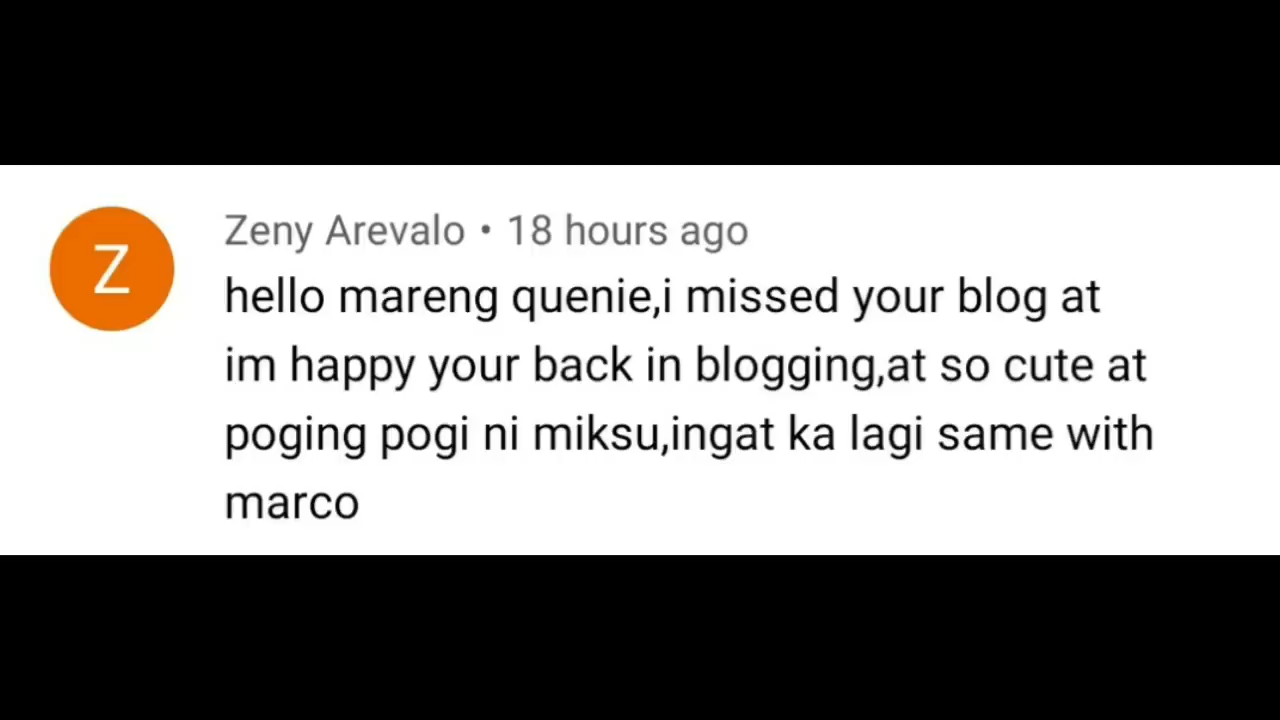 Z
Zeny Arevalo • 18 hours ago
hello mareng quenie,i missed your blog at
im happy your back in blogging,at so cute at
poging pogi ni miksu,ingat ka lagi same with
marco